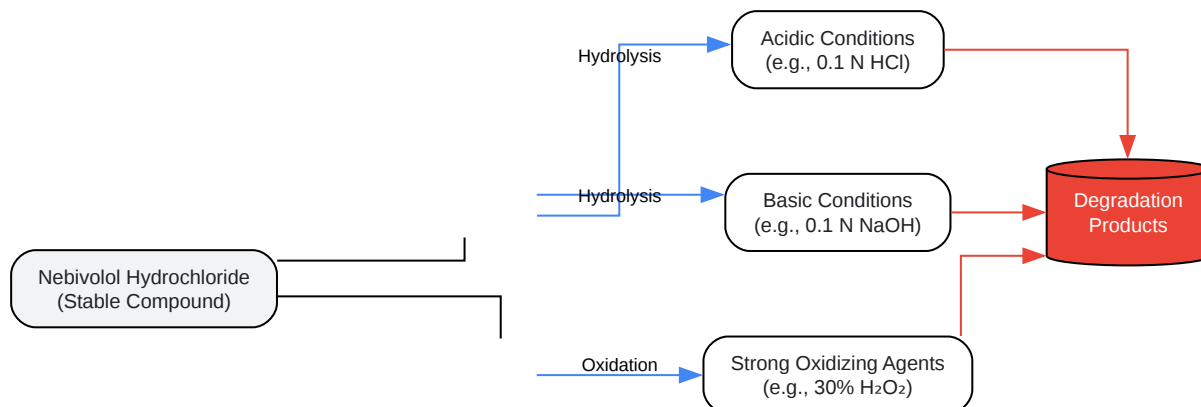 Acidic Conditions
(e.g., 0.1 N HCl)
Hydrolysis
Hydrolysis
Basic Conditions
(e.g., 0.1 N NaOH)
Degradation
Products
Nebivolol Hydrochloride
(Stable Compound)
Oxidation
Strong Oxidizing Agents
(e.g., 30% H₂O₂)